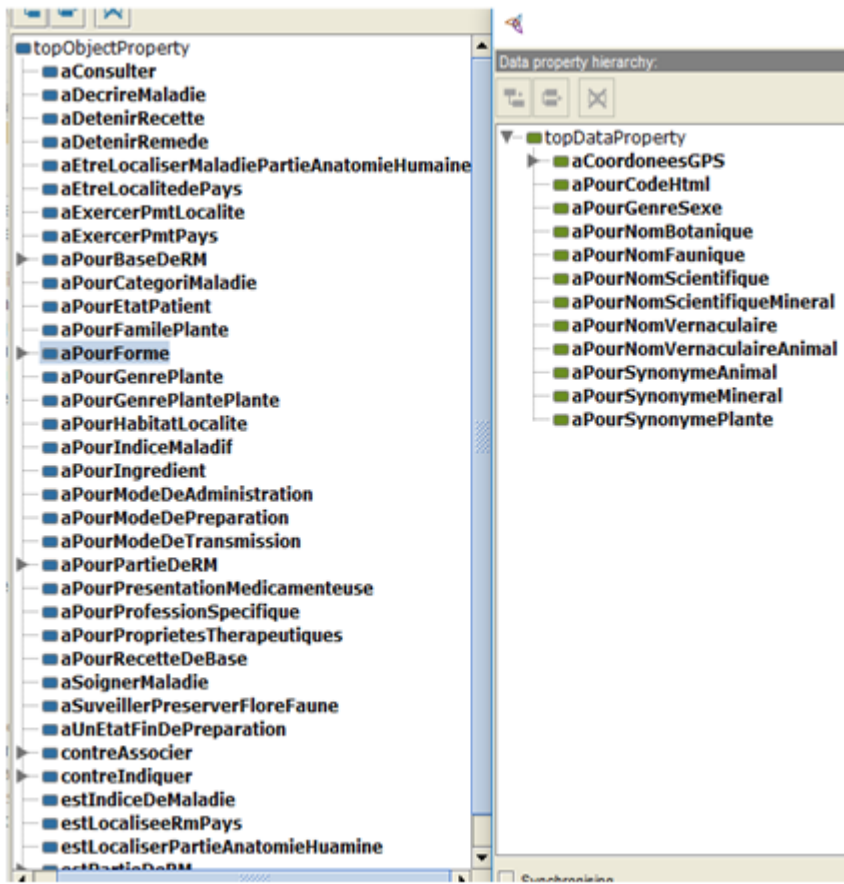 topObjectProperty
aConsulter
aDecrireMaladie
aDetenirRecette
aDetenirRemede
aEtreLocaliserMaladiePartieAnatomieHumaine
aEtreLocalitedePays
aExercerPmtLocalite
aExercerPmtPays
aPourBaseDeRM
aPourCategoriMaladie
aPourEtatPatient
aPourFamilePlante
aPourForme
aPourGenrePlante
aPourGenrePlantePlante
aPourHabitatLocalite
aPourIndiceMaladif
aPourIngredient
aPourModeDeAdministration
aPourModeDePreparation
aPourModeDeTransmission
aPourPartieDeRM
aPourPresentationMedicamenteuse
aPourProfessionSpecifique
aPourProprietesTherapeutiques
aPourRecetteDeBase
aSoignerMaladie
aSuveillerPreserverFloreFaune
aUnEtatFinDePreparation
contreAssocier
contreIndiquer
estIndiceDeMaladie
estLocaliseeRmPays
estLocaliserPartieAnatomieHuamine
estPartieDeRM
Data property hierarchy:
topDataProperty
aCoordoneesGPS
aPourCodeHtml
aPourGenreSexe
aPourNomBotanique
aPourNomFaunique
aPourNomScientifique
aPourNomScientifiqueMineral
aPourNomVernaculaire
aPourNomVernaculaireAnimal
aPourSynonymeAnimal
aPourSynonymeMineral
aPourSynonymePlante
Synchronising